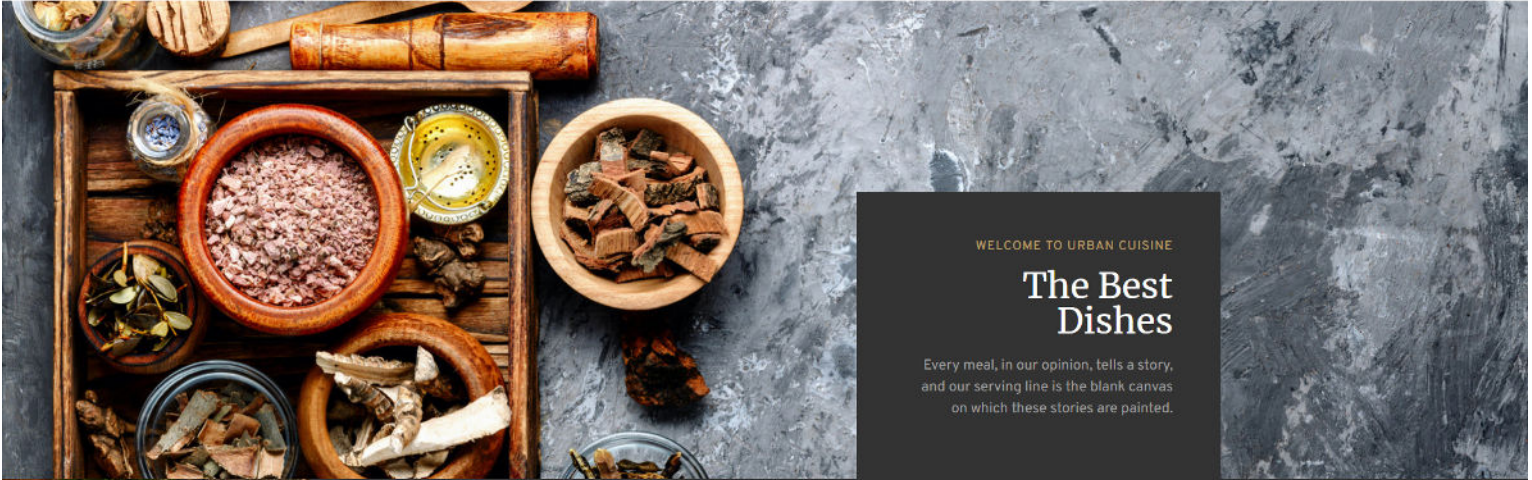 WELCOME TO URBAN CUISINE
The Best
Dishes
Every meal, in our opinion, tells a story,
and our serving line is the blank canvas
on which these stories are painted.